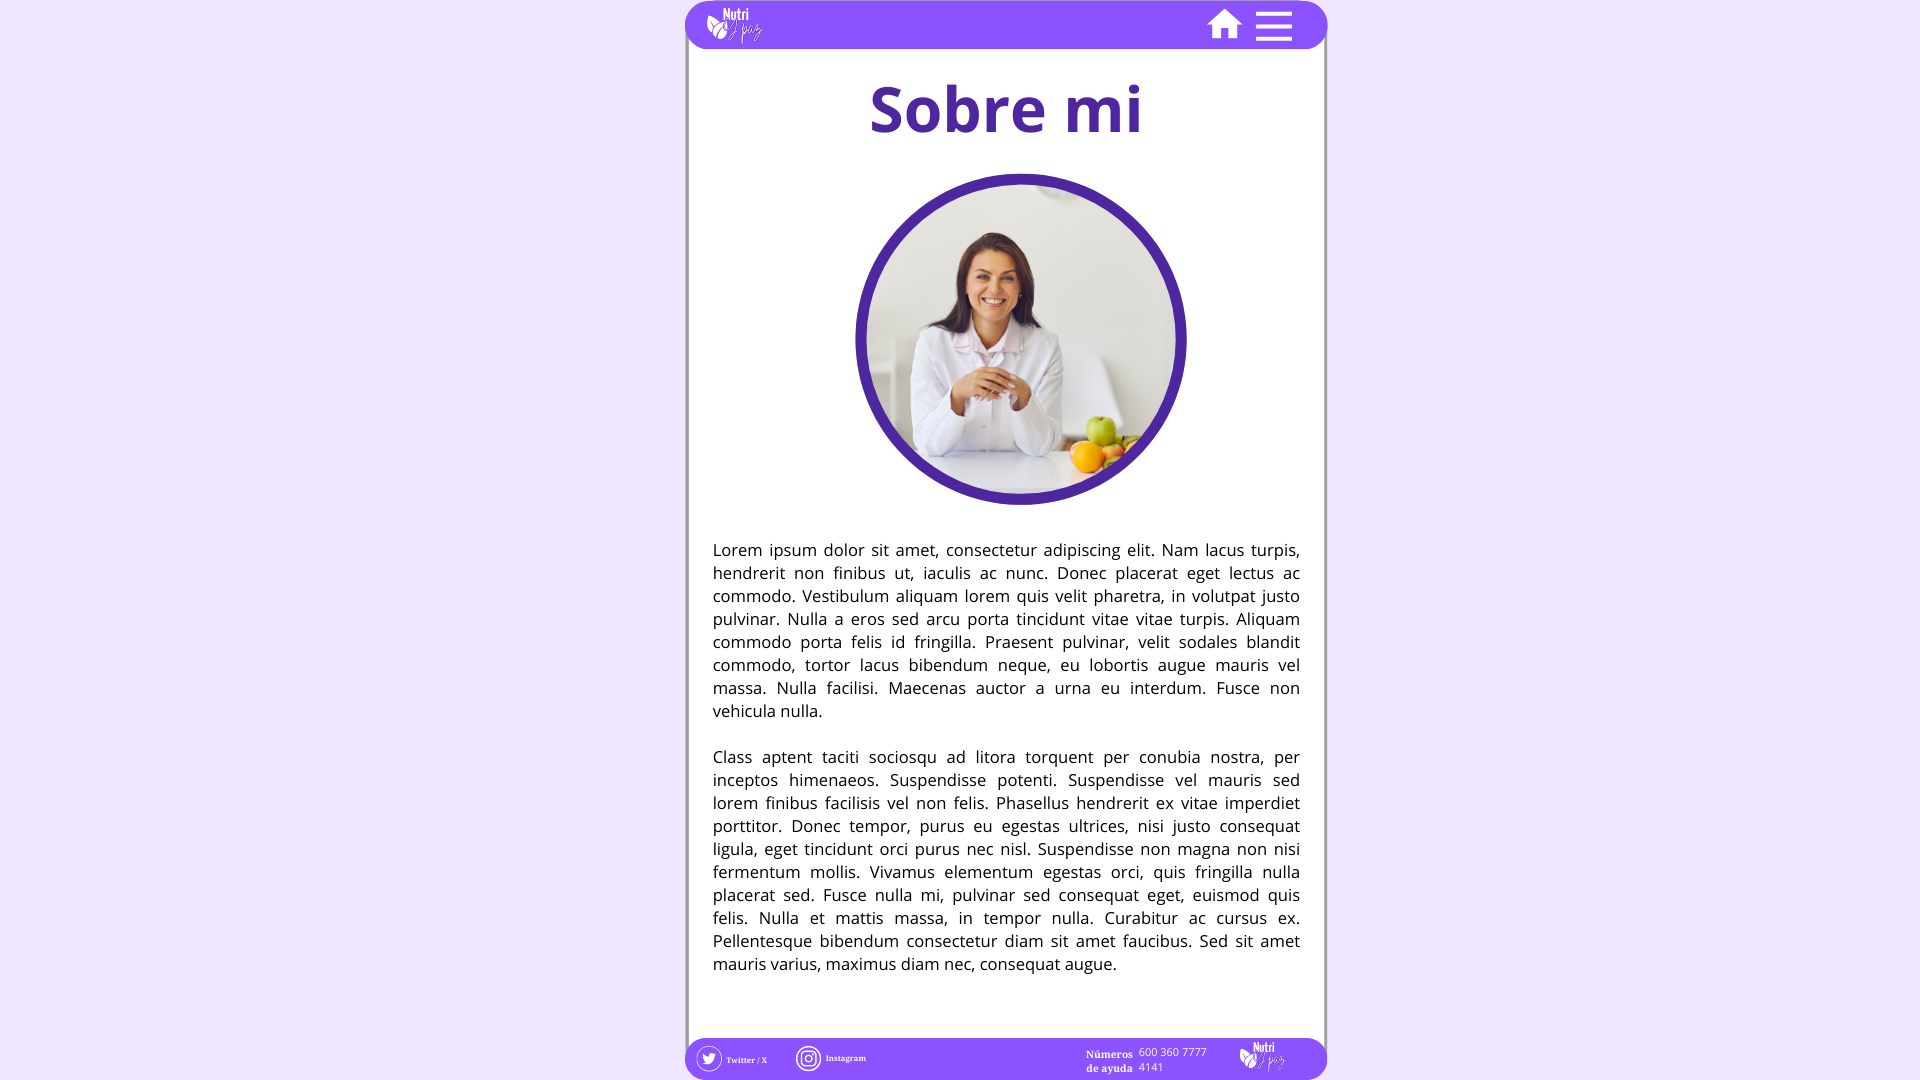 Nutri
y paz
Sobre mi
Lorem ipsum dolor sit amet, consectetur adipiscing elit. Nam lacus turpis,
hendrerit non finibus ut, iaculis ac nunc. Donec placerat eget lectus ac
commodo. Vestibulum aliquam lorem quis velit pharetra, in volutpat justo
pulvinar. Nulla a eros sed arcu porta tincidunt vitae vitae turpis. Aliquam
commodo porta felis id fringilla. Praesent pulvinar, velit sodales blandit
commodo, tortor lacus bibendum neque, eu lobortis augue mauris vel
massa. Nulla facilisi. Maecenas auctor a urna eu interdum. Fusce non
vehicula nulla.
Class aptent taciti sociosqu ad litora torquent per conubia nostra, per
inceptos himenaeos. Suspendisse potenti. Suspendisse vel mauris sed
lorem finibus facilisis vel non felis. Phasellus hendrerit ex vitae imperdiet
porttitor. Donec tempor, purus eu egestas ultrices, nisi justo consequat
ligula, eget tincidunt orci purus nec nisl. Suspendisse non magna non nisi
fermentum mollis. Vivamus elementum egestas orci, quis fringilla nulla
placerat sed. Fusce nulla mi, pulvinar sed consequat eget, euismod quis
felis. Nulla et mattis massa, in tempor nulla. Curabitur ac cursus ex.
Pellentesque bibendum consectetur diam sit amet faucibus. Sed sit amet
mauris varius, maximus diam nec, consequat augue.
Twitter / X
Instagram
Números
de ayuda
600 360 7777
4141
Nutri
y paz